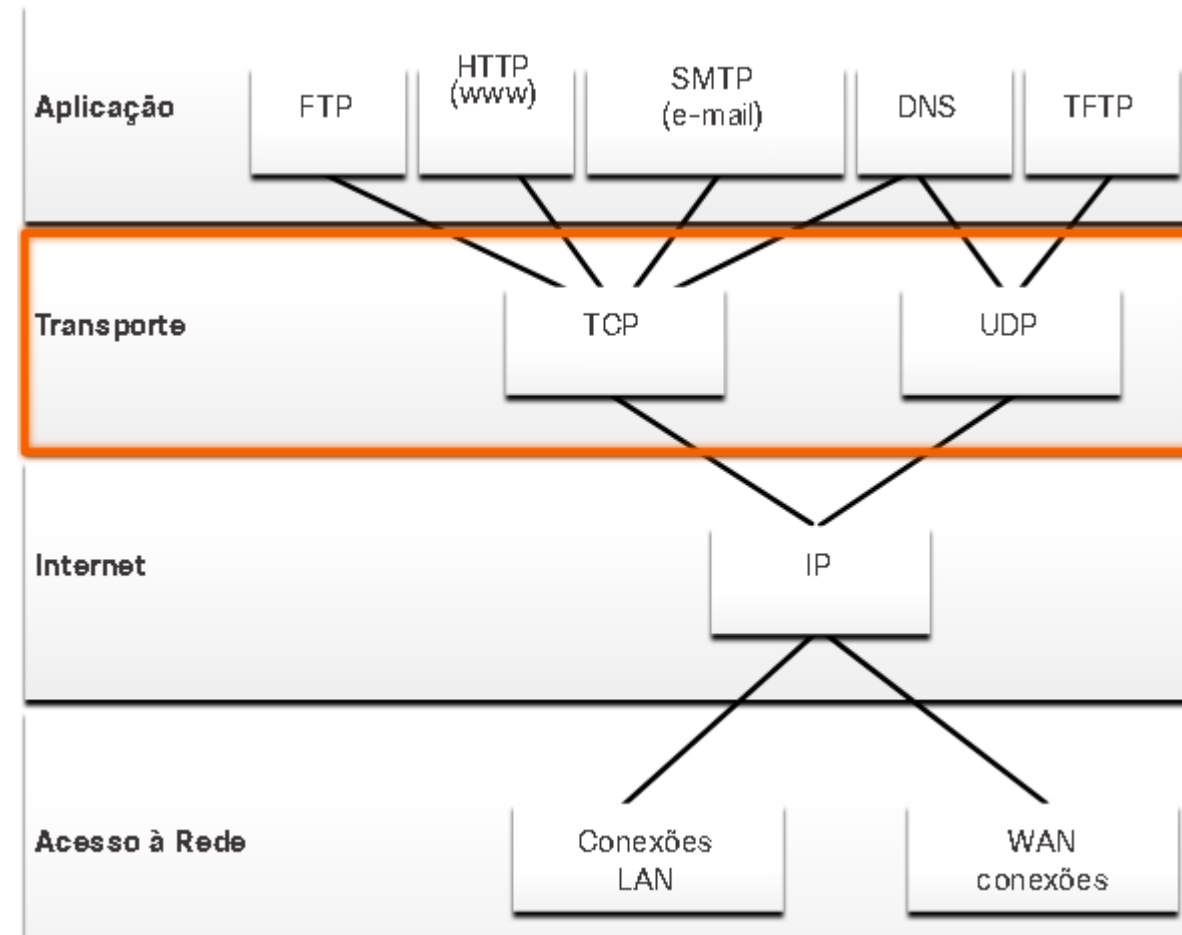 Aplicação
FTP
HTTP
(www)
SMTP
(e-mail)
DNS
TFTP
Transporte
TCP
UDP
Internet
IP
Acesso à Rede
Conexões
LAN
WAN
conexões